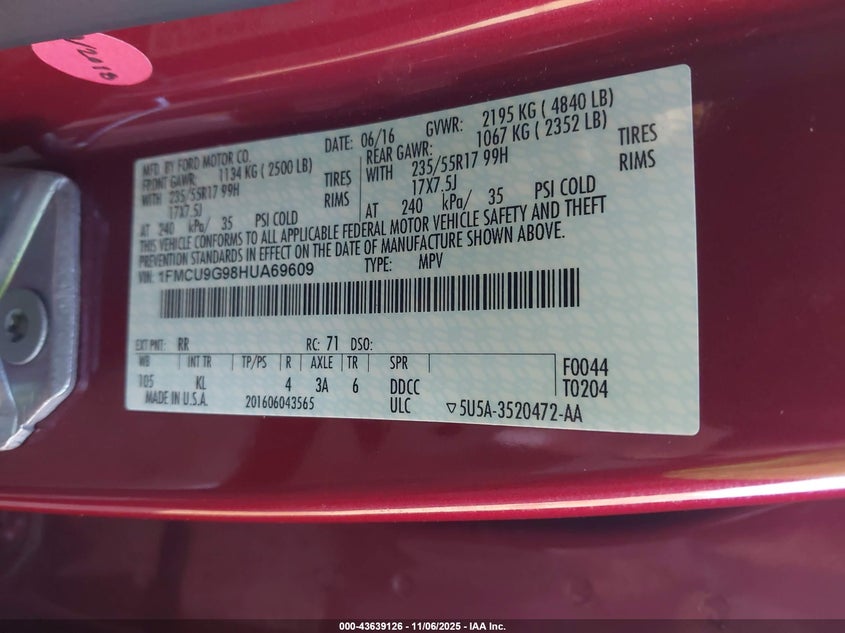 /2018
MFD. BY FORD MOTOR CO.
DATE: 06/16 GVWR: 2195 KG ( 4840 LB)
FRONT GAWR: 1134 KG ( 2500 LB) REAR GAWR: 1067 KG ( 2352 LB)
WITH 235/55R17 99H TIRES WITH 235/55R17 99H TIRES
17X7.5J RIMS 17X7.5J RIMS
AT 240 kPa/ 35 PSI COLD AT 240 kPa/ 35 PSI COLD
THIS VEHICLE CONFORMS TO ALL APPLICABLE FEDERAL MOTOR VEHICLE SAFETY AND THEFT
PREVENTION STANDARDS IN EFFECT ON THE DATE OF MANUFACTURE SHOWN ABOVE.
VIN: 1FMCU9G98HUA69609 TYPE: MPV
EXT PNT: RR RC: 71 DSO:
WB INT TR TP/PS R AXLE TR SPR F0044
105 KL 4 3A 6 DDCC T0204
MADE IN U.S.A. 201606043565 ULC ▽5U5A-3520472-AA
000-43639126 - 11/06/2025 - IAA Inc.